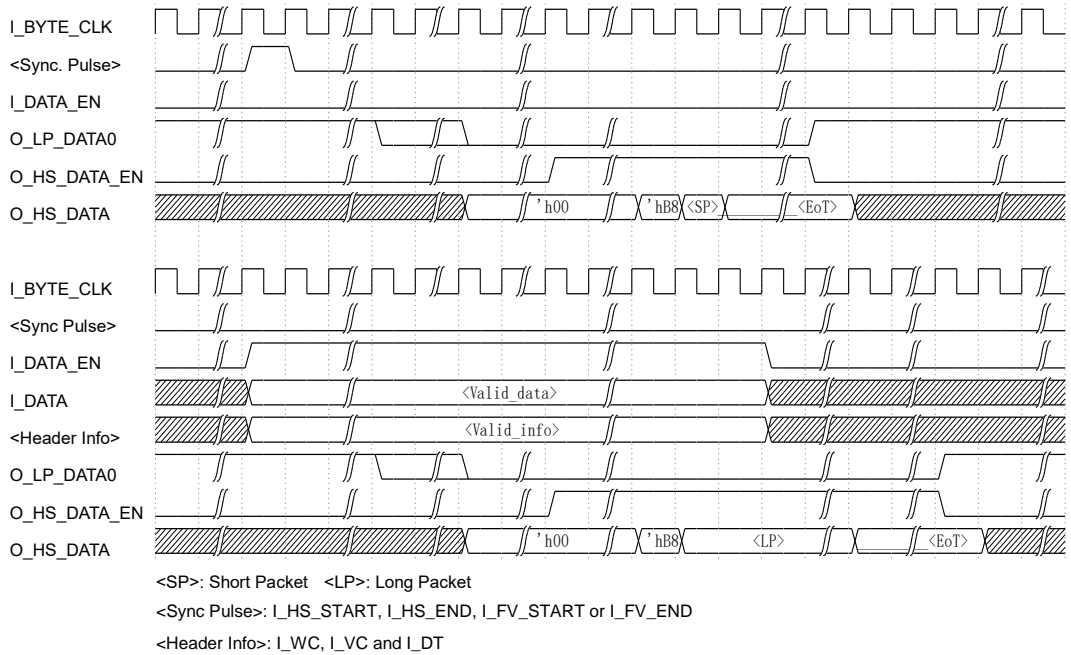 I_BYTE_CLK
<Sync. Pulse>
I_DATA_EN
O_LP_DATA0
O_HS_DATA_EN
O_HS_DATA 'h00 'hB8 <SP> <EoT>
I_BYTE_CLK
<Sync Pulse>
I_DATA_EN
I_DATA <Valid_data>
<Header Info> <Valid_info>
O_LP_DATA0
O_HS_DATA_EN
O_HS_DATA 'h00 'hB8 <LP> <EoT>
<SP>: Short Packet <LP>: Long Packet
<Sync Pulse>: I_HS_START, I_HS_END, I_FV_START or I_FV_END
<Header Info>: I_WC, I_VC and I_DT